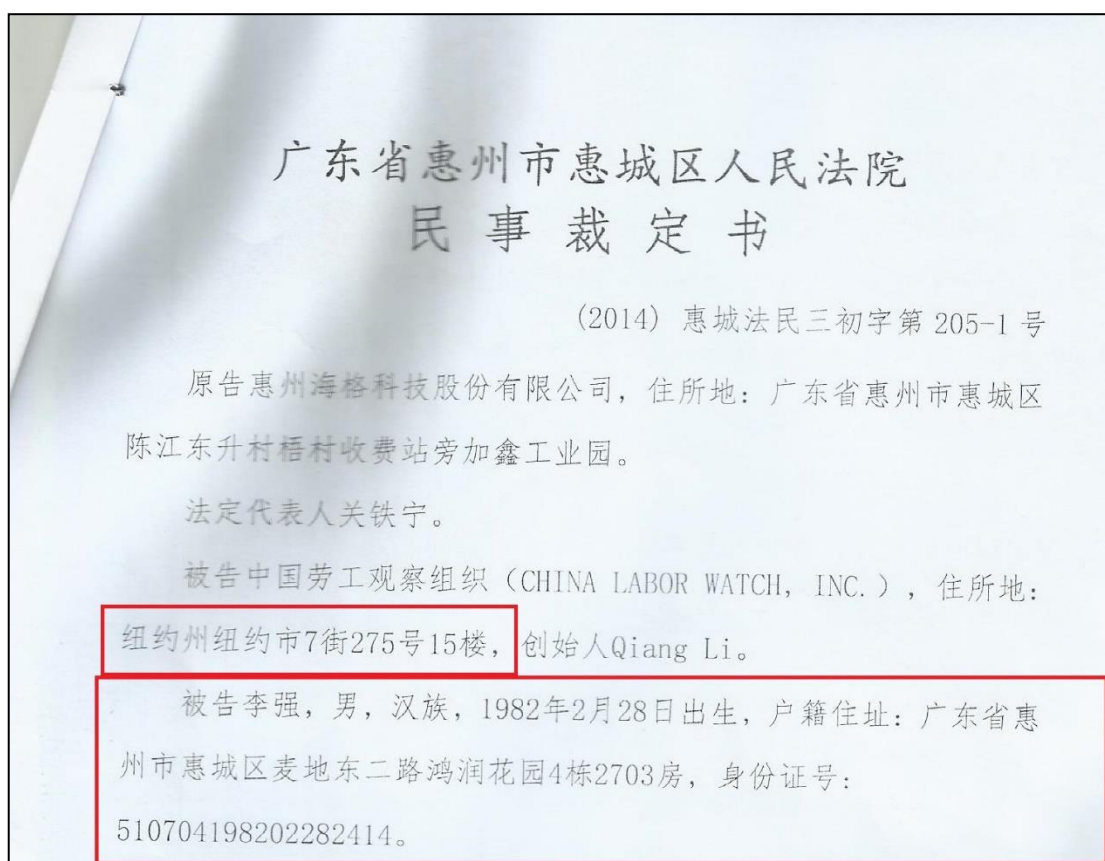 广东省惠州市惠城区人民法院
民事裁定书
(2014) 惠城法民三初字第 205-1 号
原告惠州海格科技股份有限公司，住所地：广东省惠州市惠城区
陈江东升村梧村收费站旁加鑫工业园。
法定代表人关铁宁。
被告中国劳工观察组织（CHINA LABOR WATCH, INC.），住所地：
纽约州纽约市7街275号15楼，创始人Qiang Li。
被告李强，男，汉族，1982年2月28日出生，户籍住址：广东省惠
州市惠城区麦地东二路鸿润花园4栋2703房，身份证号：
510704198202282414。